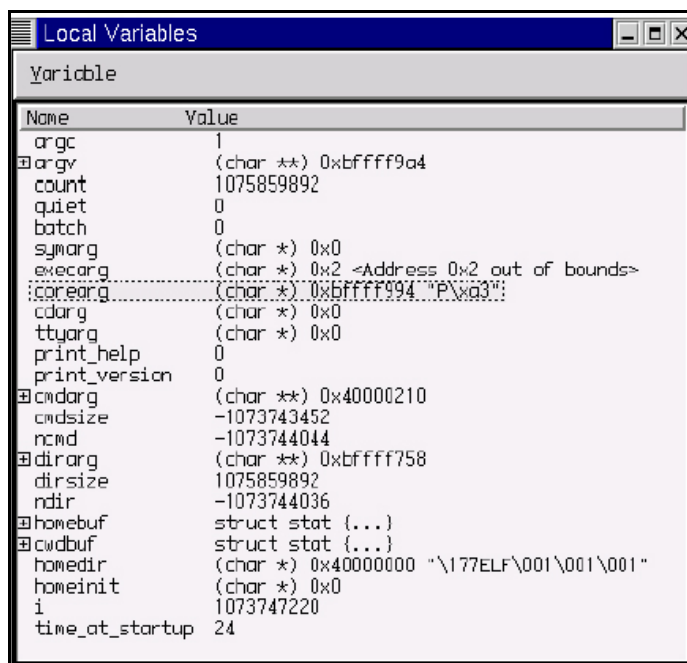 Local Variables
Variable
Name Value
argc 1
argv (char **) 0xbffff9a4
count 1075859892
quiet 0
batch 0
symarg (char *) 0x0
execarg (char *) 0x2 <Address 0x2 out of bounds>
corearg (char *) 0xbffff994 "P\xa3"
cdarg (char *) 0x0
ttyarg (char *) 0x0
print_help 0
print_version 0
cmdarg (char **) 0x40000210
cmdsize -1073743452
ncmd -1073744044
dirarg (char **) 0xbffff758
dirsize 1075859892
ndir -1073744036
homebuf struct stat {...}
cwdbuf struct stat {...}
homedir (char *) 0x40000000 "\177ELF\001\001\001"
homeinit (char *) 0x0
i 1073747220
time_at_startup 24